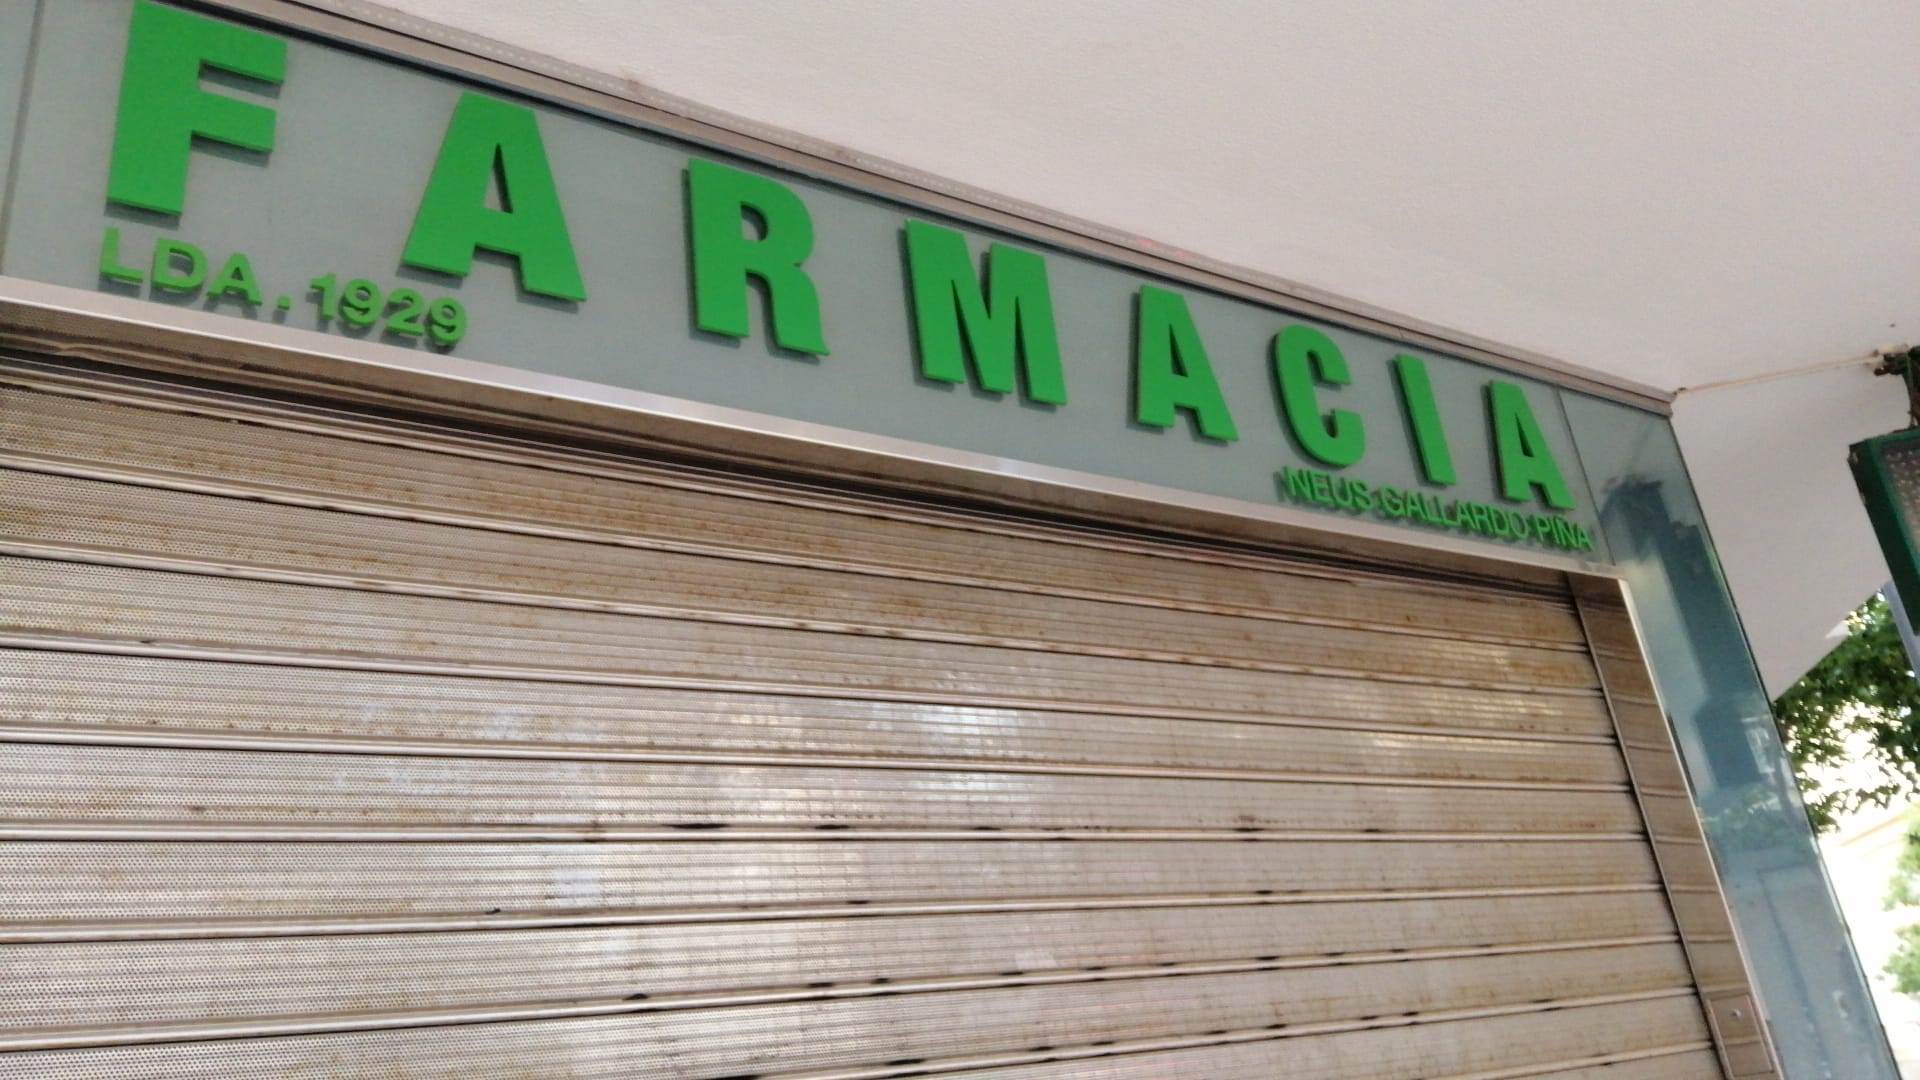 FARMACIA
LDA. 1929
NEUS GALLARDO PIÑA